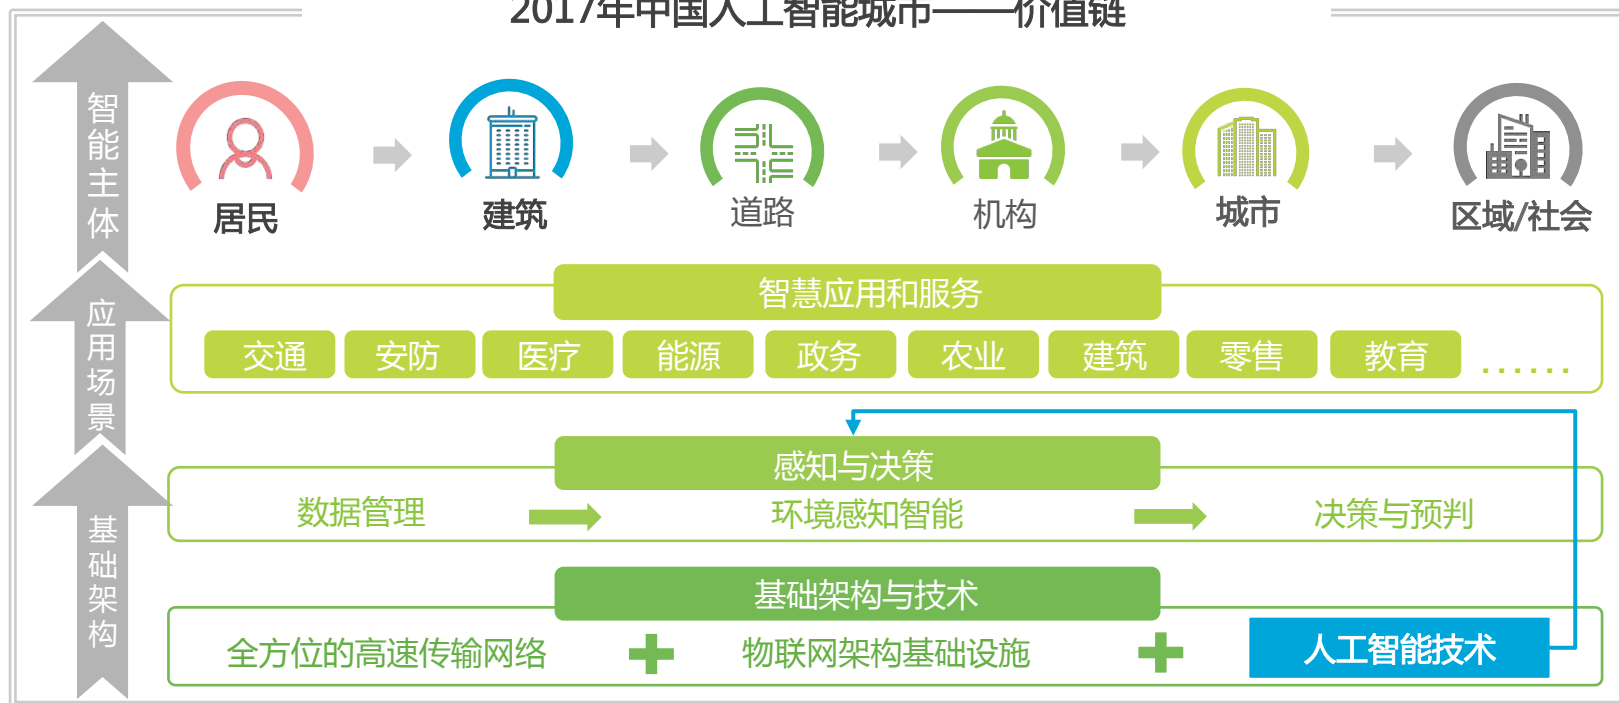 2017年中国人工智能城市——价值链
智能主体
居民
建筑
道路
机构
城市
区域/社会
应用场景
智慧应用和服务
交通
安防
医疗
能源
政务
农业
建筑
零售
教育
······
基础架构
感知与决策
数据管理
环境感知智能
决策与预判
基础架构与技术
全方位的高速传输网络
物联网架构基础设施
人工智能技术